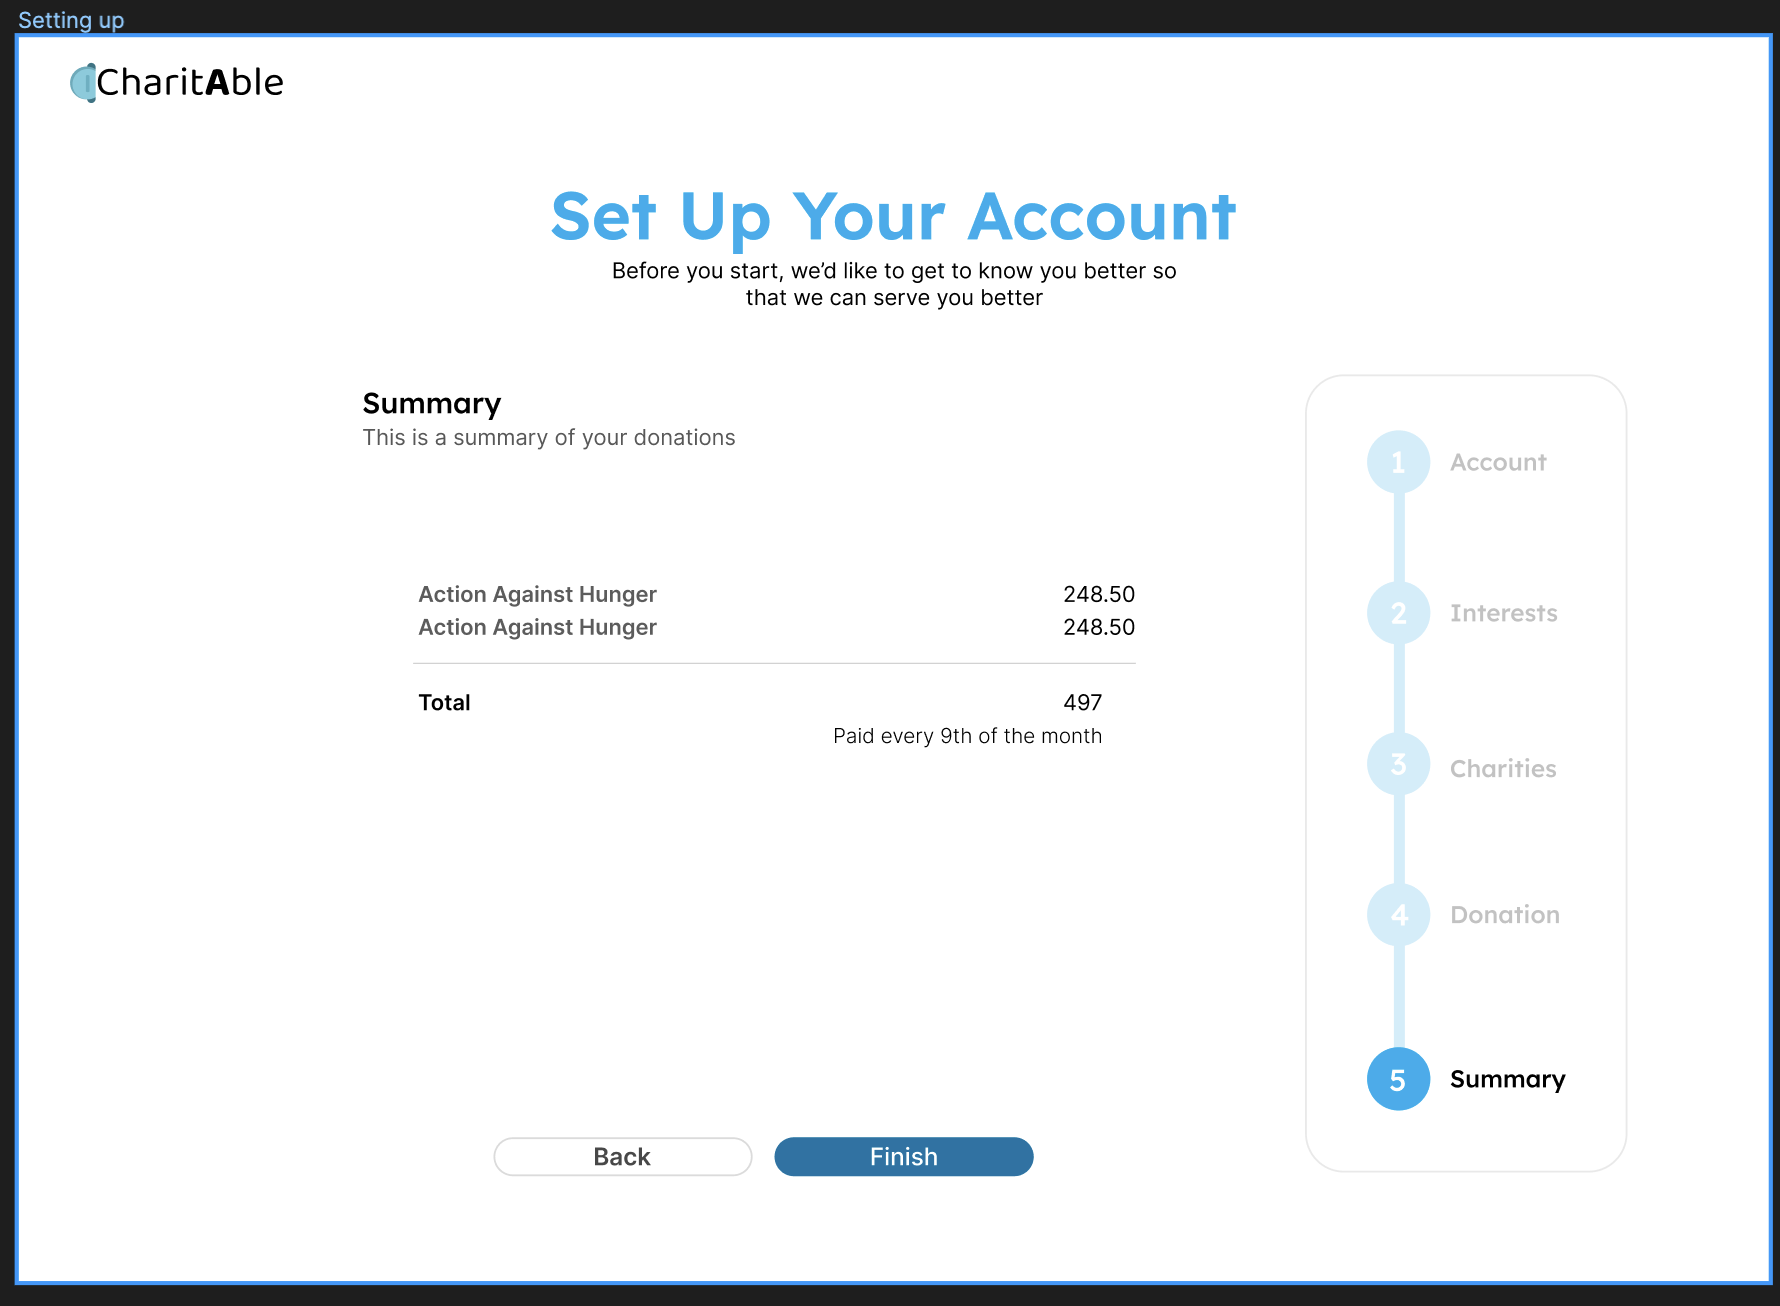 Setting up
CharitAble
Set Up Your Account
Before you start, we’d like to get to know you better so
that we can serve you better
Summary
This is a summary of your donations
Action Against Hunger 248.50
Action Against Hunger 248.50
Total 497
Paid every 9th of the month
Back
Finish
1 Account
2 Interests
3 Charities
4 Donation
5 Summary